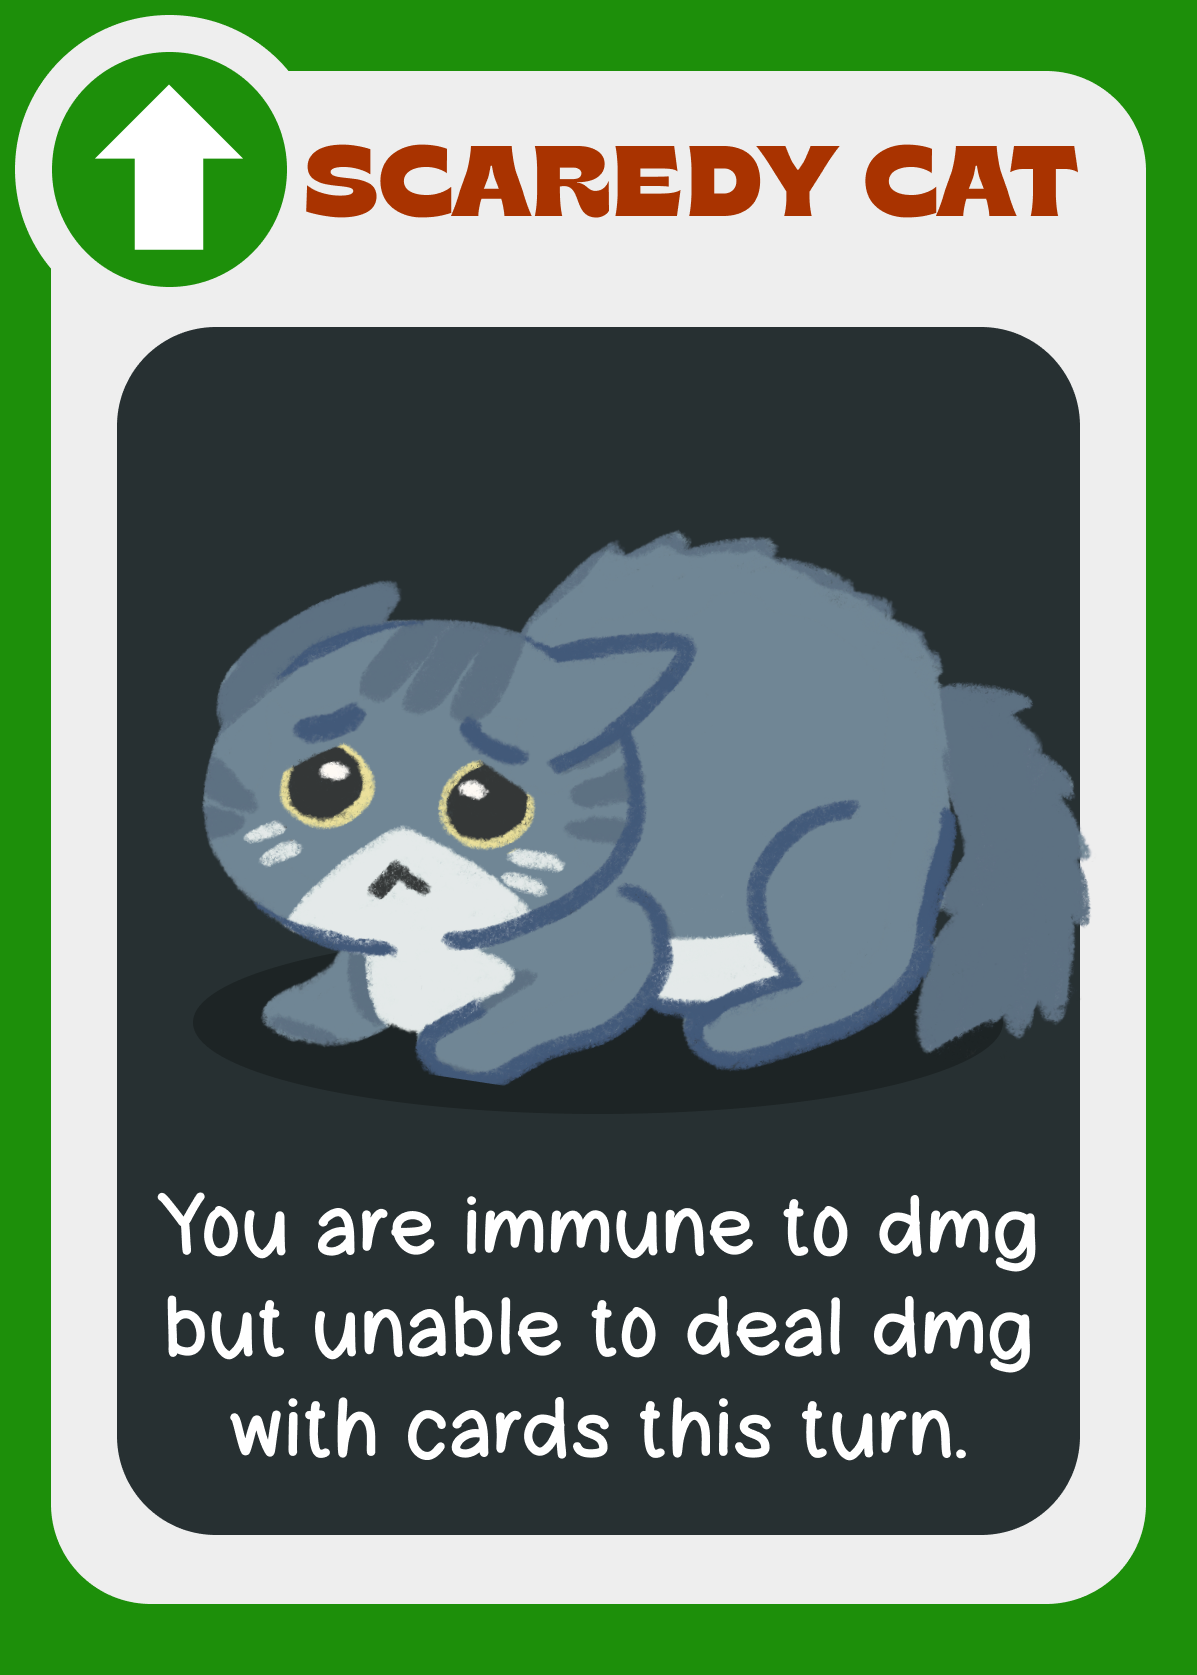 SCAREDY CAT
You are immune to dmg
but unable to deal dmg
with cards this turn.